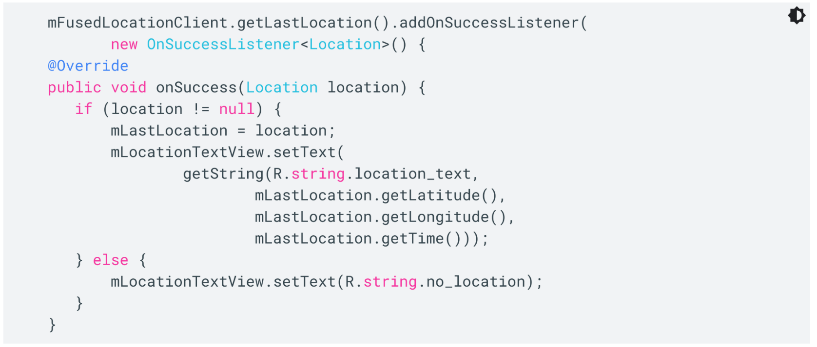 mFusedLocationClient.getLastLocation().addOnSuccessListener(
new OnSuccessListener<Location>() {
@Override
public void onSuccess(Location location) {
if (location != null) {
mLastLocation = location;
mLocationTextView.setText(
getString(R.string.location_text,
mLastLocation.getLatitude(),
mLastLocation.getLongitude(),
mLastLocation.getTime()));
} else {
mLocationTextView.setText(R.string.no_location);
}
}